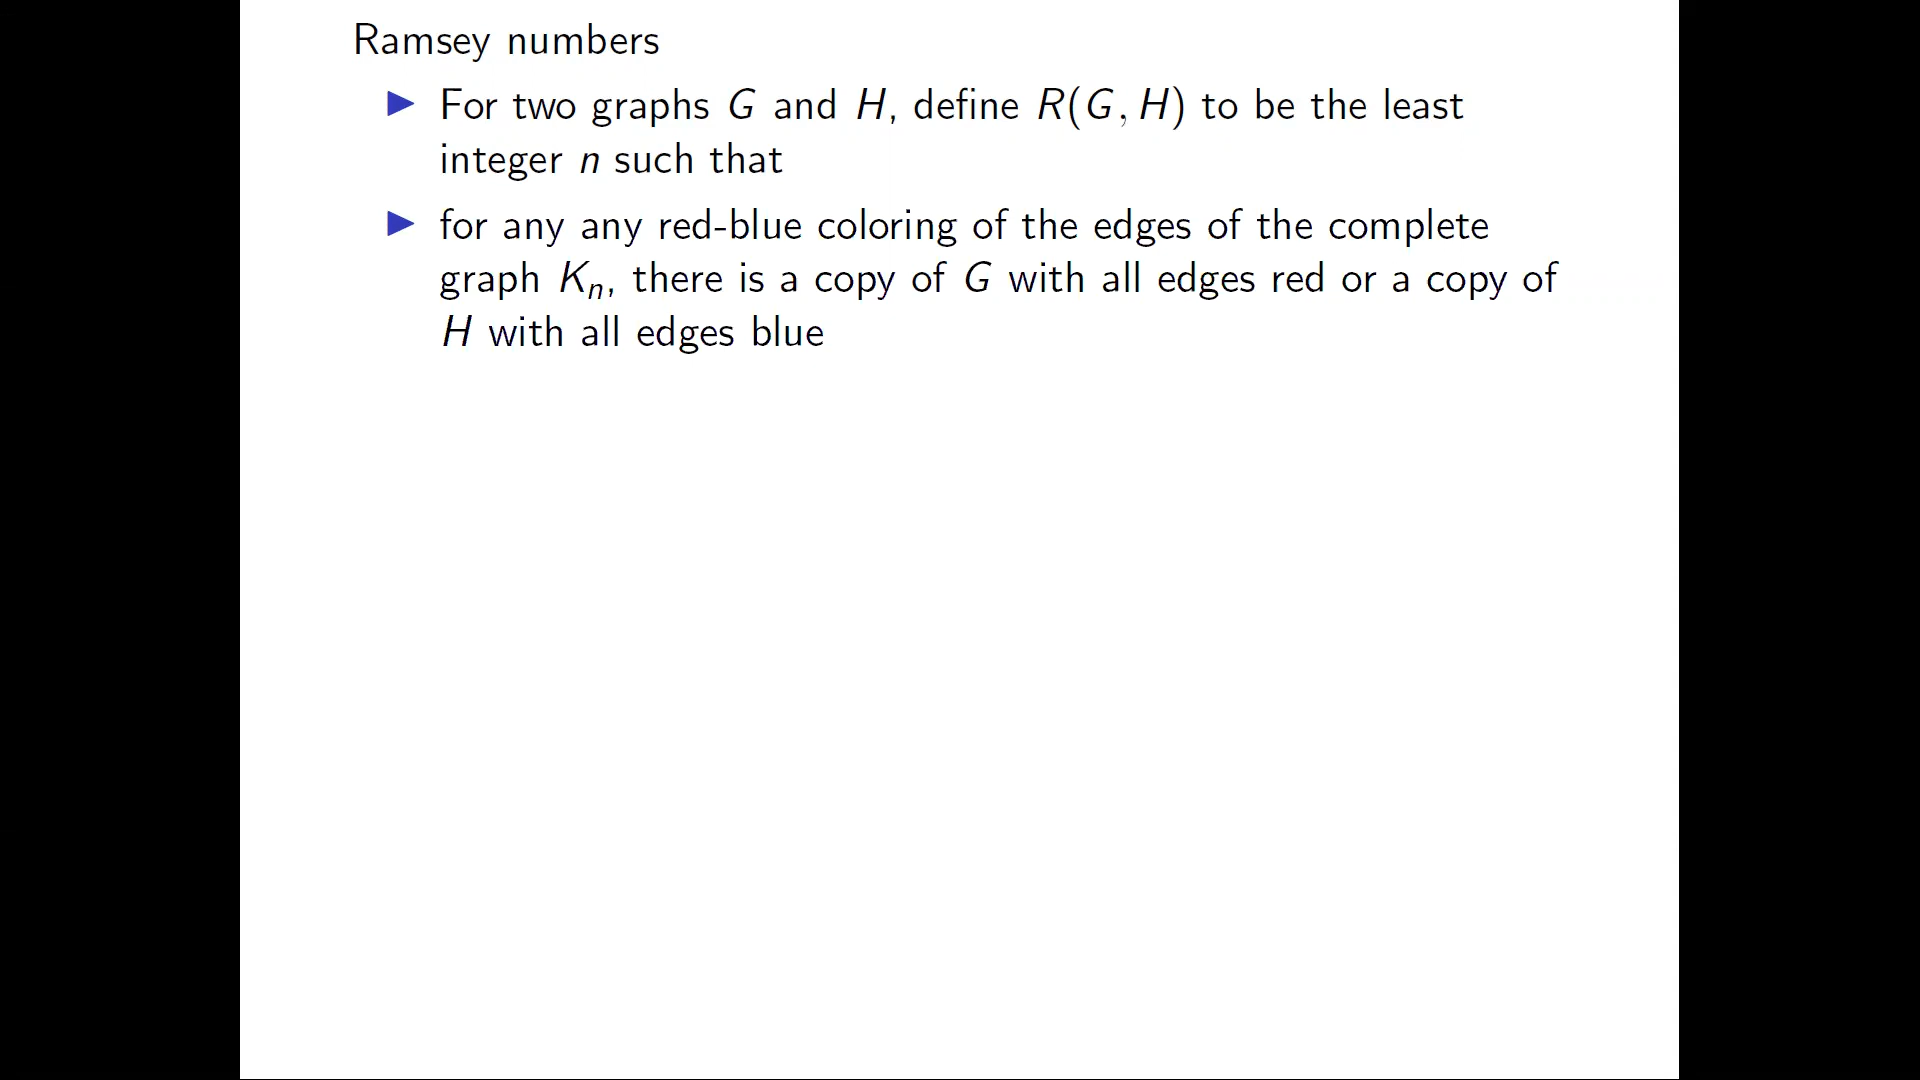 Ramsey numbers
▶ For two graphs G and H, define R(G, H) to be the least
integer n such that
▶ for any any red-blue coloring of the edges of the complete
graph Kₙ, there is a copy of G with all edges red or a copy of
H with all edges blue